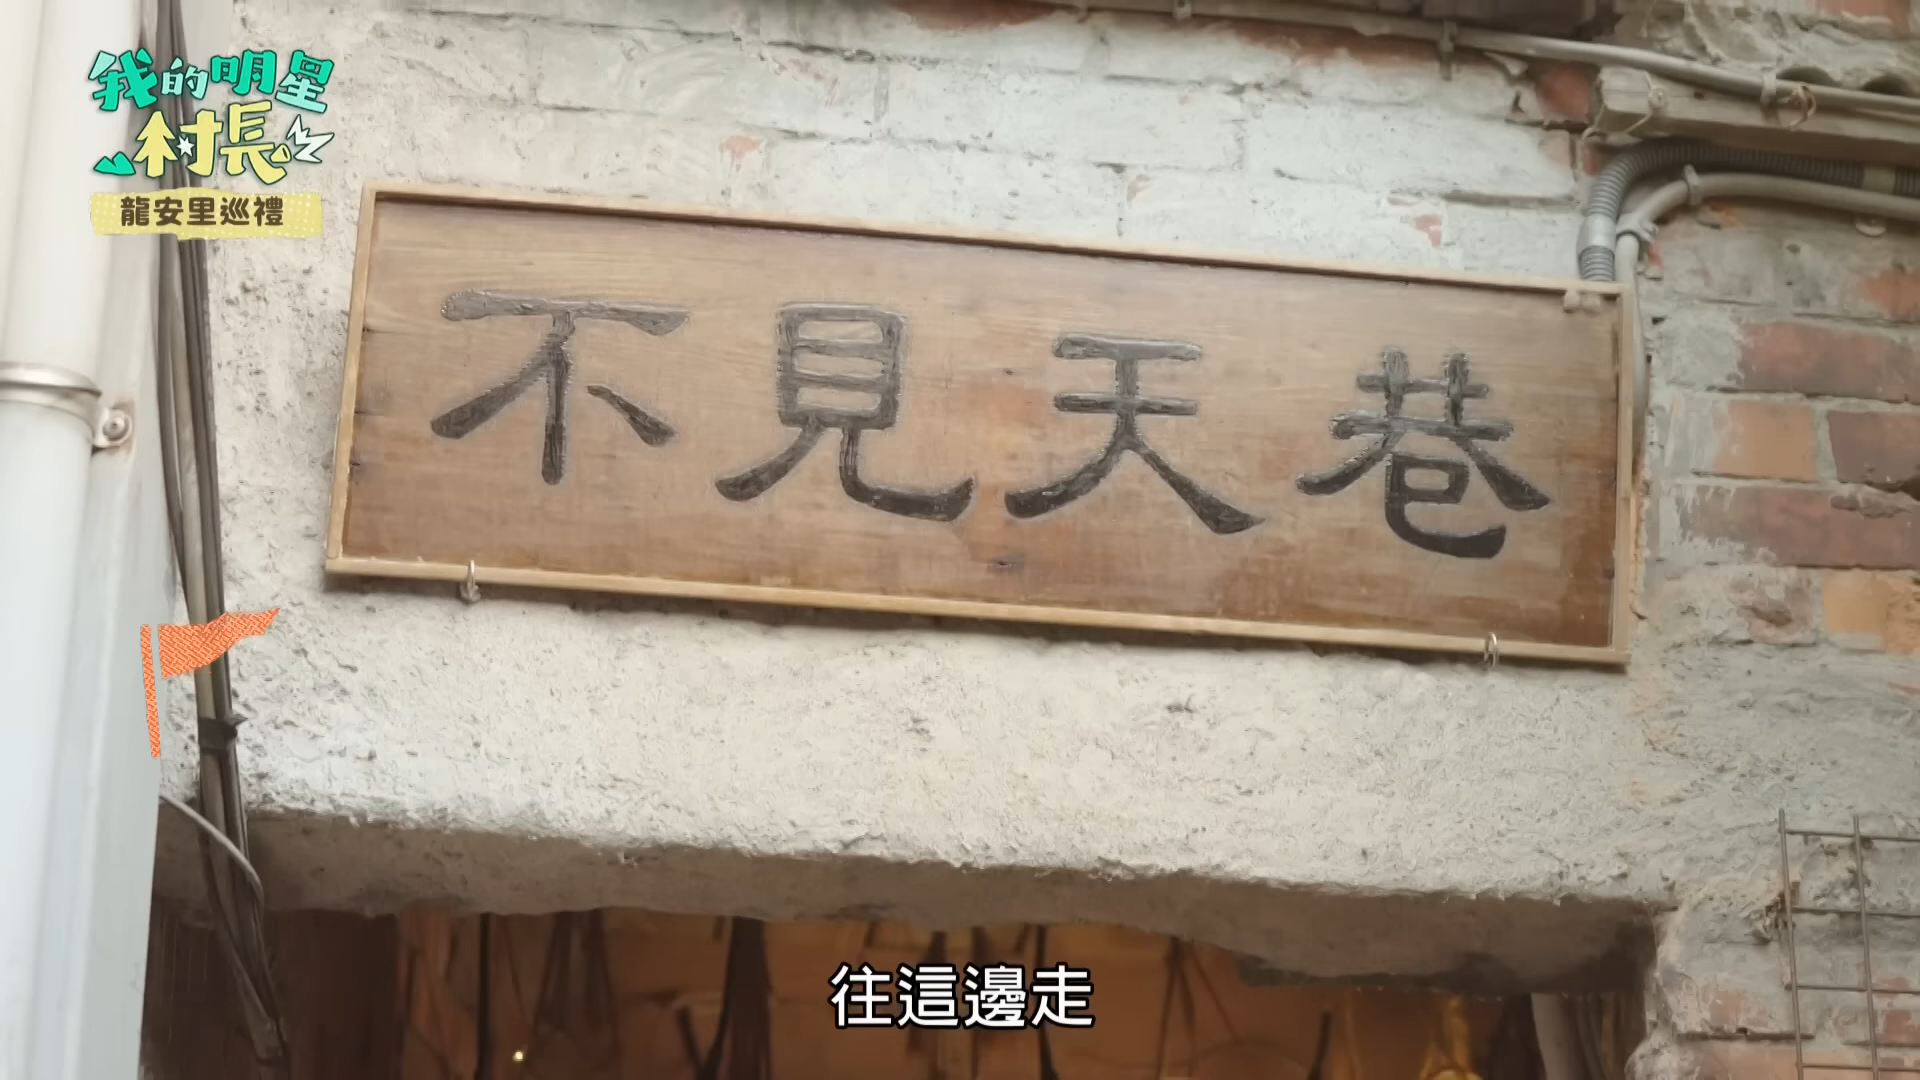 我的明星
村長
龍安里巡禮
不見天巷
往這邊走